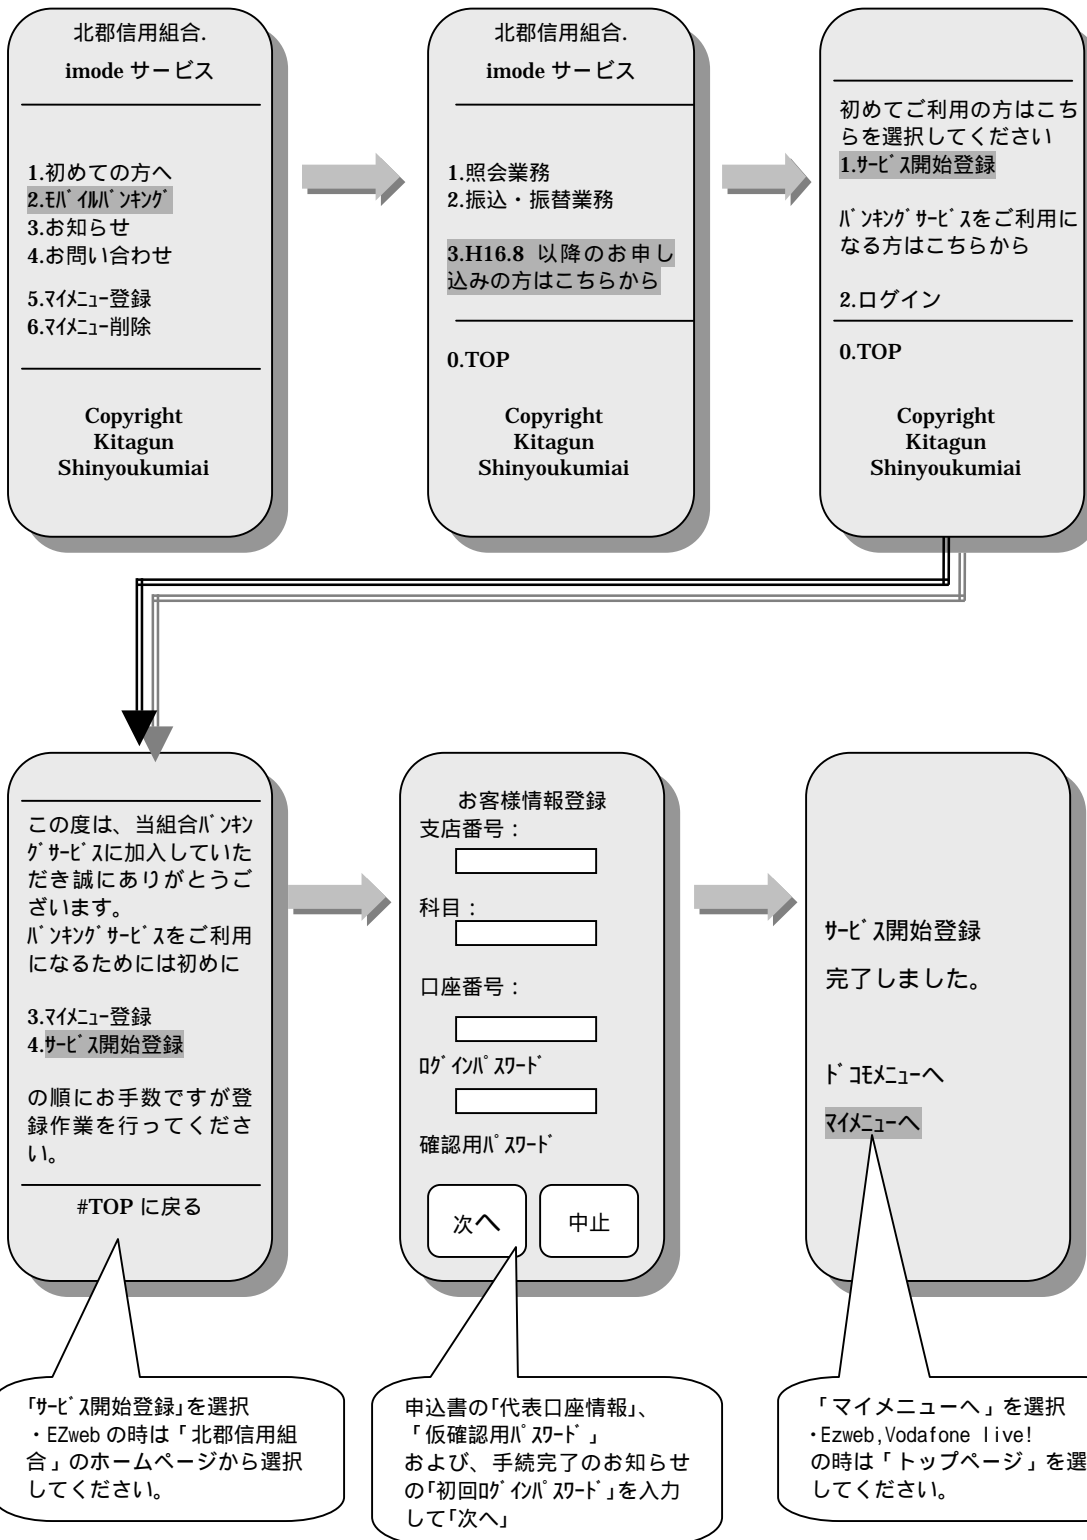 北郡信用組合.
imode サービス
1.初めての方へ
2.ﾓﾊﾞｲﾙﾊﾞﾝｷﾝｸﾞ
3.お知らせ
4.お問い合わせ
5.ﾏｲﾒﾆｭｰ登録
6.ﾏｲﾒﾆｭｰ削除
Copyright
Kitagun
Shinyoukumiai
北郡信用組合.
imode サービス
1.照会業務
2.振込・振替業務
3.H16.8 以降のお申し
込みの方はこちらから
0.TOP
Copyright
Kitagun
Shinyoukumiai
初めてご利用の方はこち
らを選択してください
1.ｻｰﾋﾞｽ開始登録
ﾊﾞﾝｷﾝｸﾞｻｰﾋﾞｽをご利用に
なる方はこちらから
2.ログイン
0.TOP
Copyright
Kitagun
Shinyoukumiai
この度は、当組合ﾊﾞﾝｷﾝ
ｸﾞｻｰﾋﾞｽに加入していた
だき誠にありがとうご
ざいます。
ﾊﾞﾝｷﾝｸﾞｻｰﾋﾞｽをご利用
になるためには初めに
3.ﾏｲﾒﾆｭｰ登録
4.ｻｰﾋﾞｽ開始登録
の順にお手数ですが登
録作業を行ってくださ
い。
#TOP に戻る
お客様情報登録
支店番号：
科目：
口座番号：
ﾛｸﾞｲﾝﾊﾟｽﾜｰﾄﾞ
確認用ﾊﾟｽﾜｰﾄﾞ
次へ
中止
ｻｰﾋﾞｽ開始登録
完了しました。
ﾄﾞｺﾓﾒﾆｭｰへ
ﾏｲﾒﾆｭｰへ
「ｻｰﾋﾞｽ開始登録」を選択
・EZweb の時は「北郡信用組
合」のホームページから選択
してください。
申込書の「代表口座情報」、
「仮確認用ﾊﾟｽﾜｰﾄﾞ」
および、手続完了のお知らせ
の「初回ﾛｸﾞｲﾝﾊﾟｽﾜｰﾄﾞ」を入力
して「次へ」
「マイメニューへ」を選択
・Ezweb,Vodafone live!
の時は「トップページ」を選
してください。